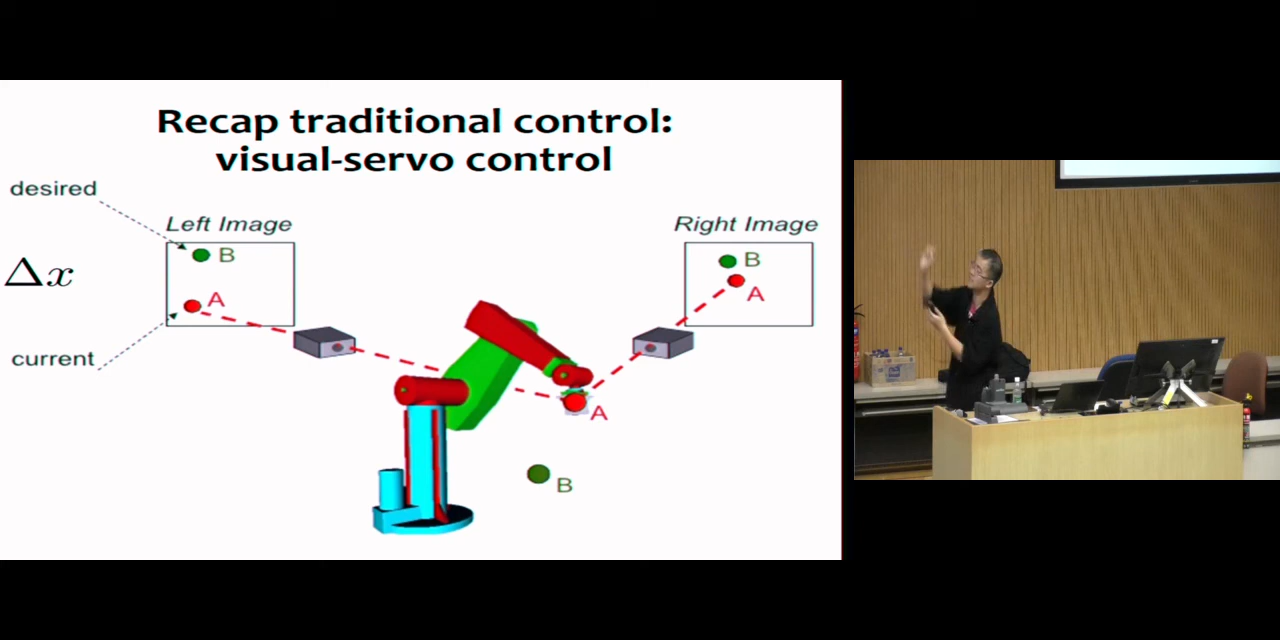 Recap traditional control:
visual-servo control
desired
Left Image
Right Image
B
B
Δx
A
A
current
A
B